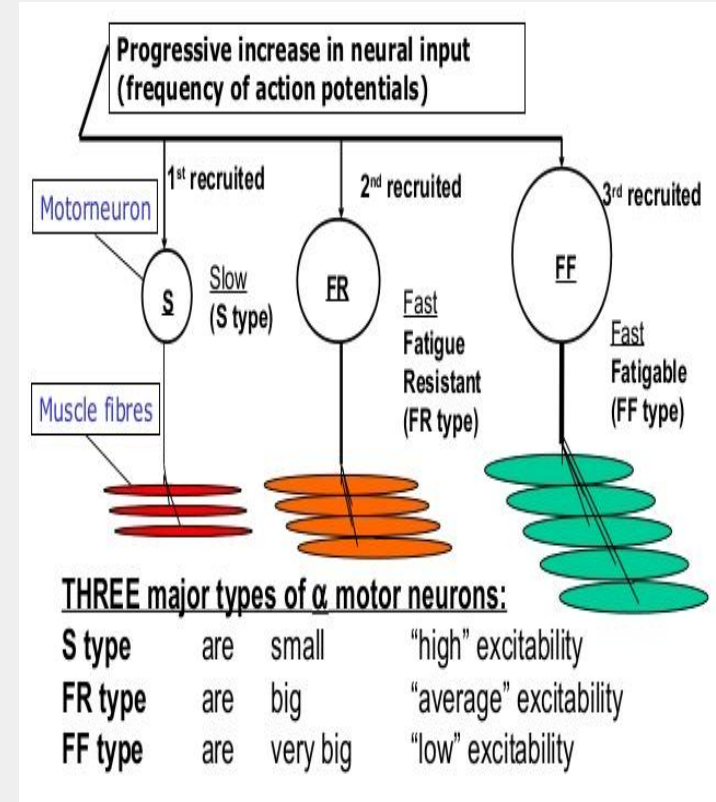 Progressive increase in neural input
(frequency of action potentials)
1st recruited
2nd recruited
3rd recruited
Motorneuron
S
Slow
(S type)
FR
Fast
Fatigue
Resistant
(FR type)
FF
Fast
Fatigable
(FF type)
Muscle fibres
THREE major types of α motor neurons:
S type are small “high” excitability
FR type are big “average” excitability
FF type are very big “low” excitability